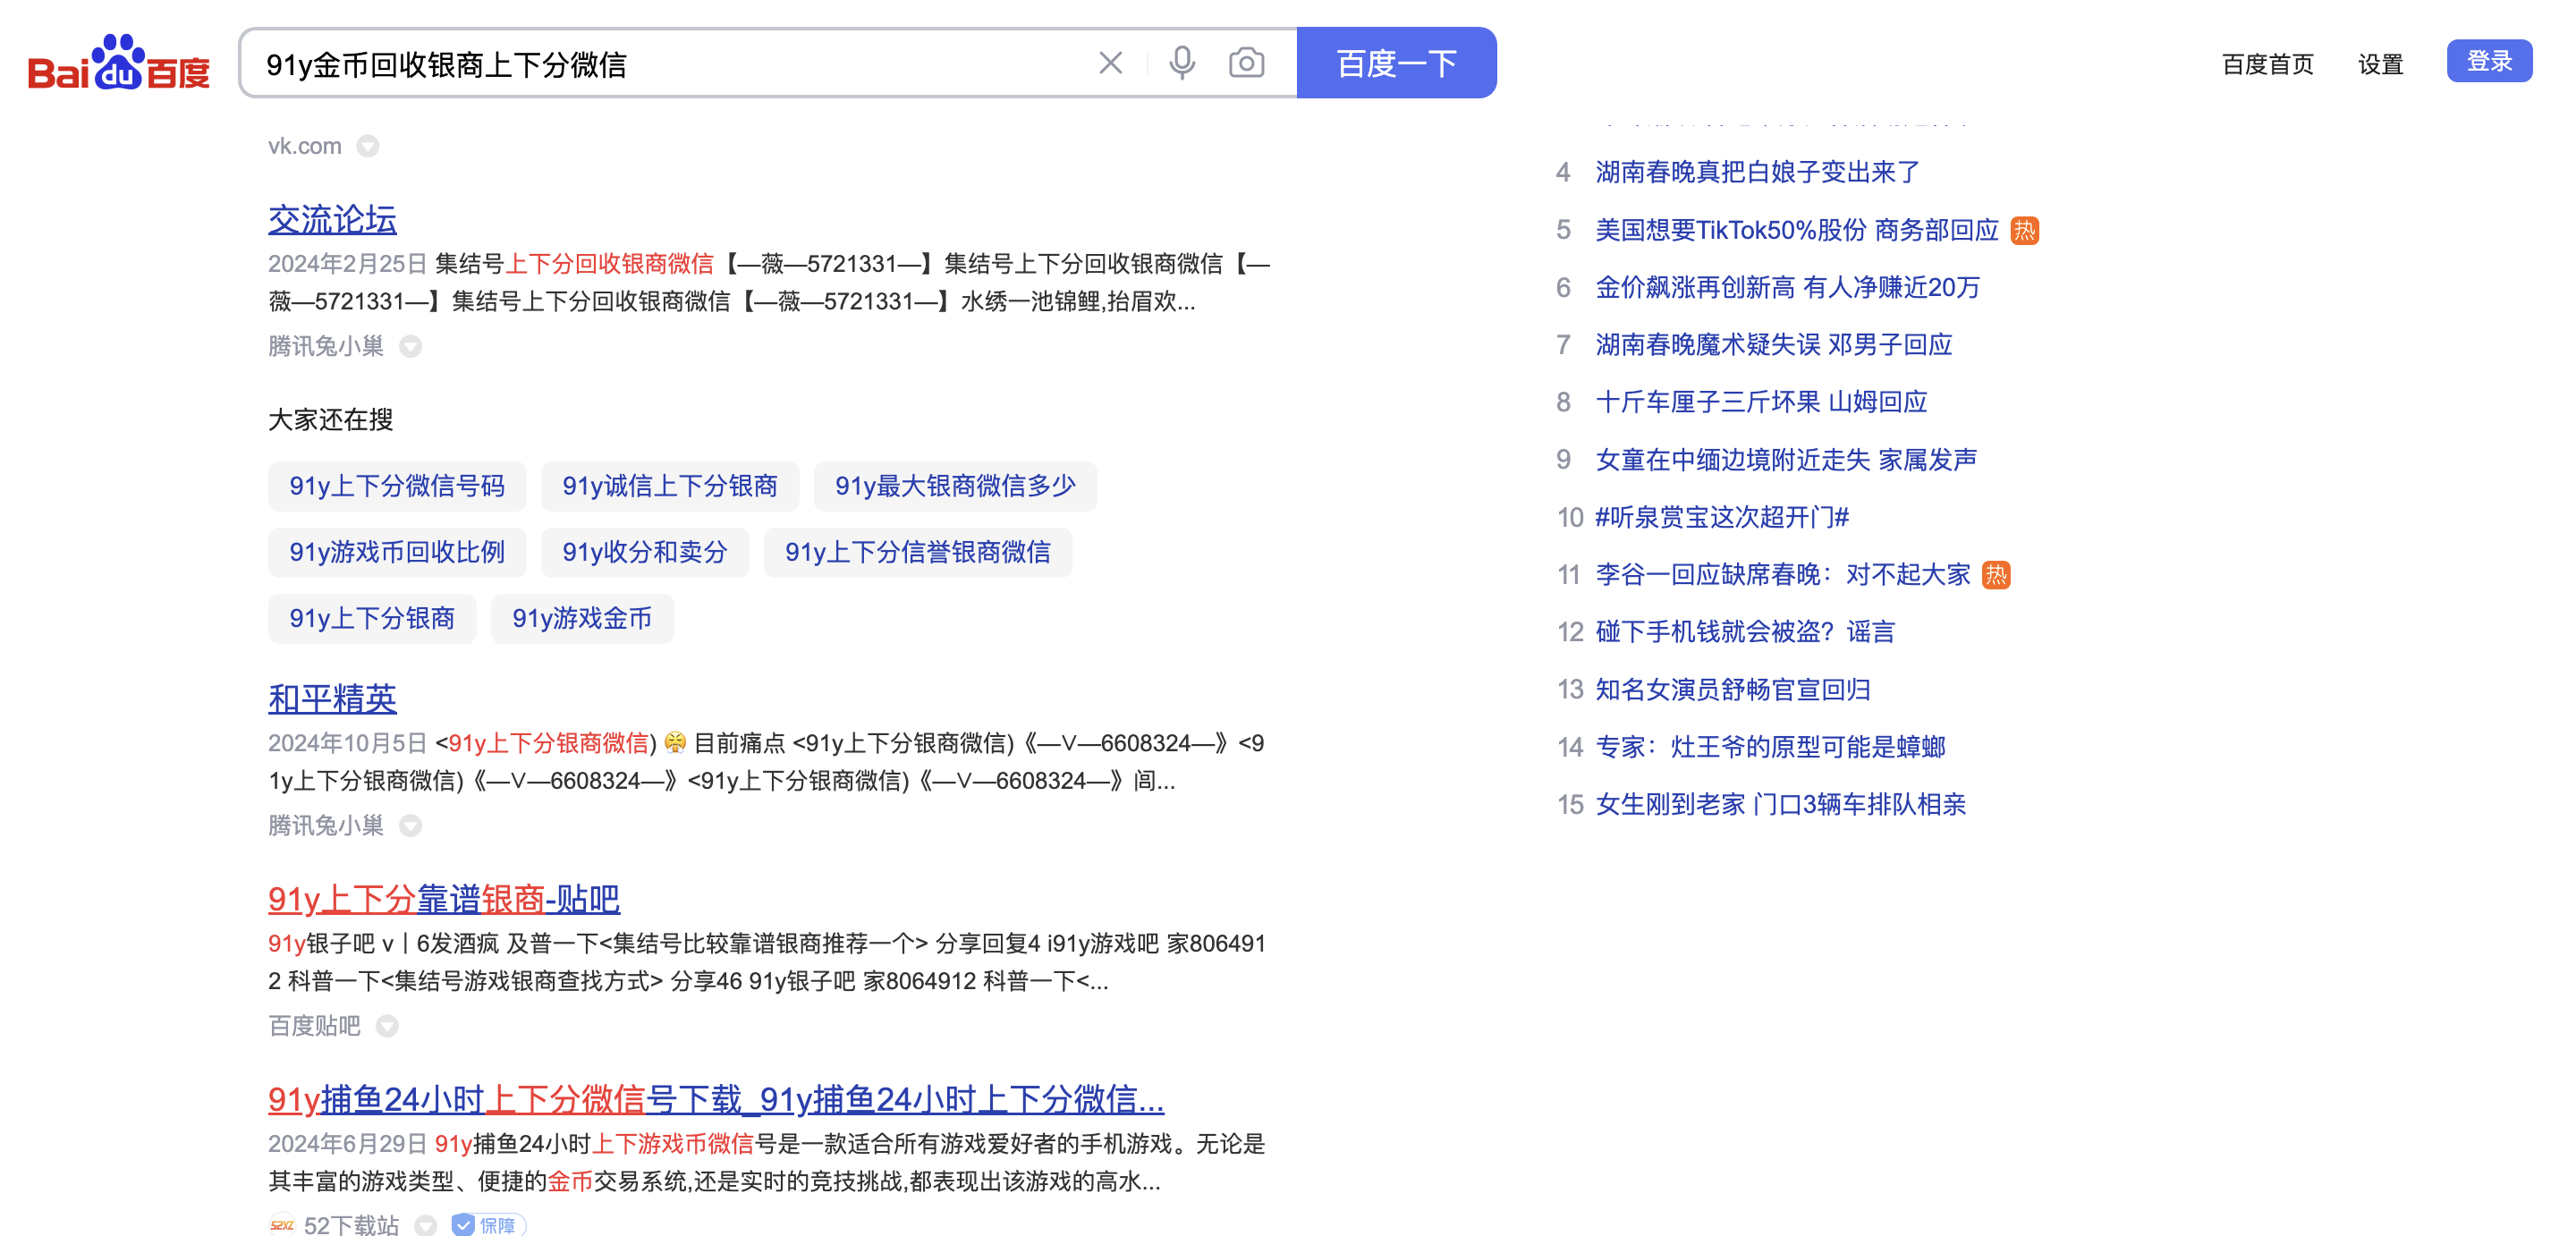 Bai du 百度
91y金币回收银商上下分微信
百度一下
百度首页
设置
登录
vk.com
交流论坛
2024年2月25日 集结号上下分回收银商微信【—薇—5721331—】集结号上下分回收银商微信【—
薇—5721331—】集结号上下分回收银商微信【—薇—5721331—】水绣一池锦鲤,抬眉欢...
腾讯兔小巢
大家还在搜
91y上下分微信号码
91y诚信上下分银商
91y最大银商微信多少
91y游戏币回收比例
91y收分和卖分
91y上下分信誉银商微信
91y上下分银商
91y游戏金币
和平精英
2024年10月5日 <91y上下分银商微信) 😤 目前痛点 <91y上下分银商微信)《—V—6608324—》<9
1y上下分银商微信)《—V—6608324—》<91y上下分银商微信)《—V—6608324—》闾...
腾讯兔小巢
91y上下分靠谱银商-贴吧
91y银子吧 v丨6发酒疯 及普一下<集结号比较靠谱银商推荐一个> 分享回复4 i91y游戏吧 家806491
2 科普一下<集结号游戏银商查找方式> 分享46 91y银子吧 家8064912 科普一下<...
百度贴吧
91y捕鱼24小时上下分微信号下载_91y捕鱼24小时上下分微信...
2024年6月29日 91y捕鱼24小时上下游戏币微信号是一款适合所有游戏爱好者的手机游戏。无论是
其丰富的游戏类型、便捷的金币交易系统,还是实时的竞技挑战,都表现出该游戏的高水...
52XZ 52下载站 保障
4 湖南春晚真把白娘子变出来了
5 美国想要TikTok50%股份 商务部回应 热
6 金价飙涨再创新高 有人净赚近20万
7 湖南春晚魔术疑失误 邓男子回应
8 十斤车厘子三斤坏果 山姆回应
9 女童在中缅边境附近走失 家属发声
10 #听泉赏宝这次超开门#
11 李谷一回应缺席春晚：对不起大家 热
12 碰下手机钱就会被盗？谣言
13 知名女演员舒畅官宣回归
14 专家：灶王爷的原型可能是蟑螂
15 女生刚到老家 门口3辆车排队相亲